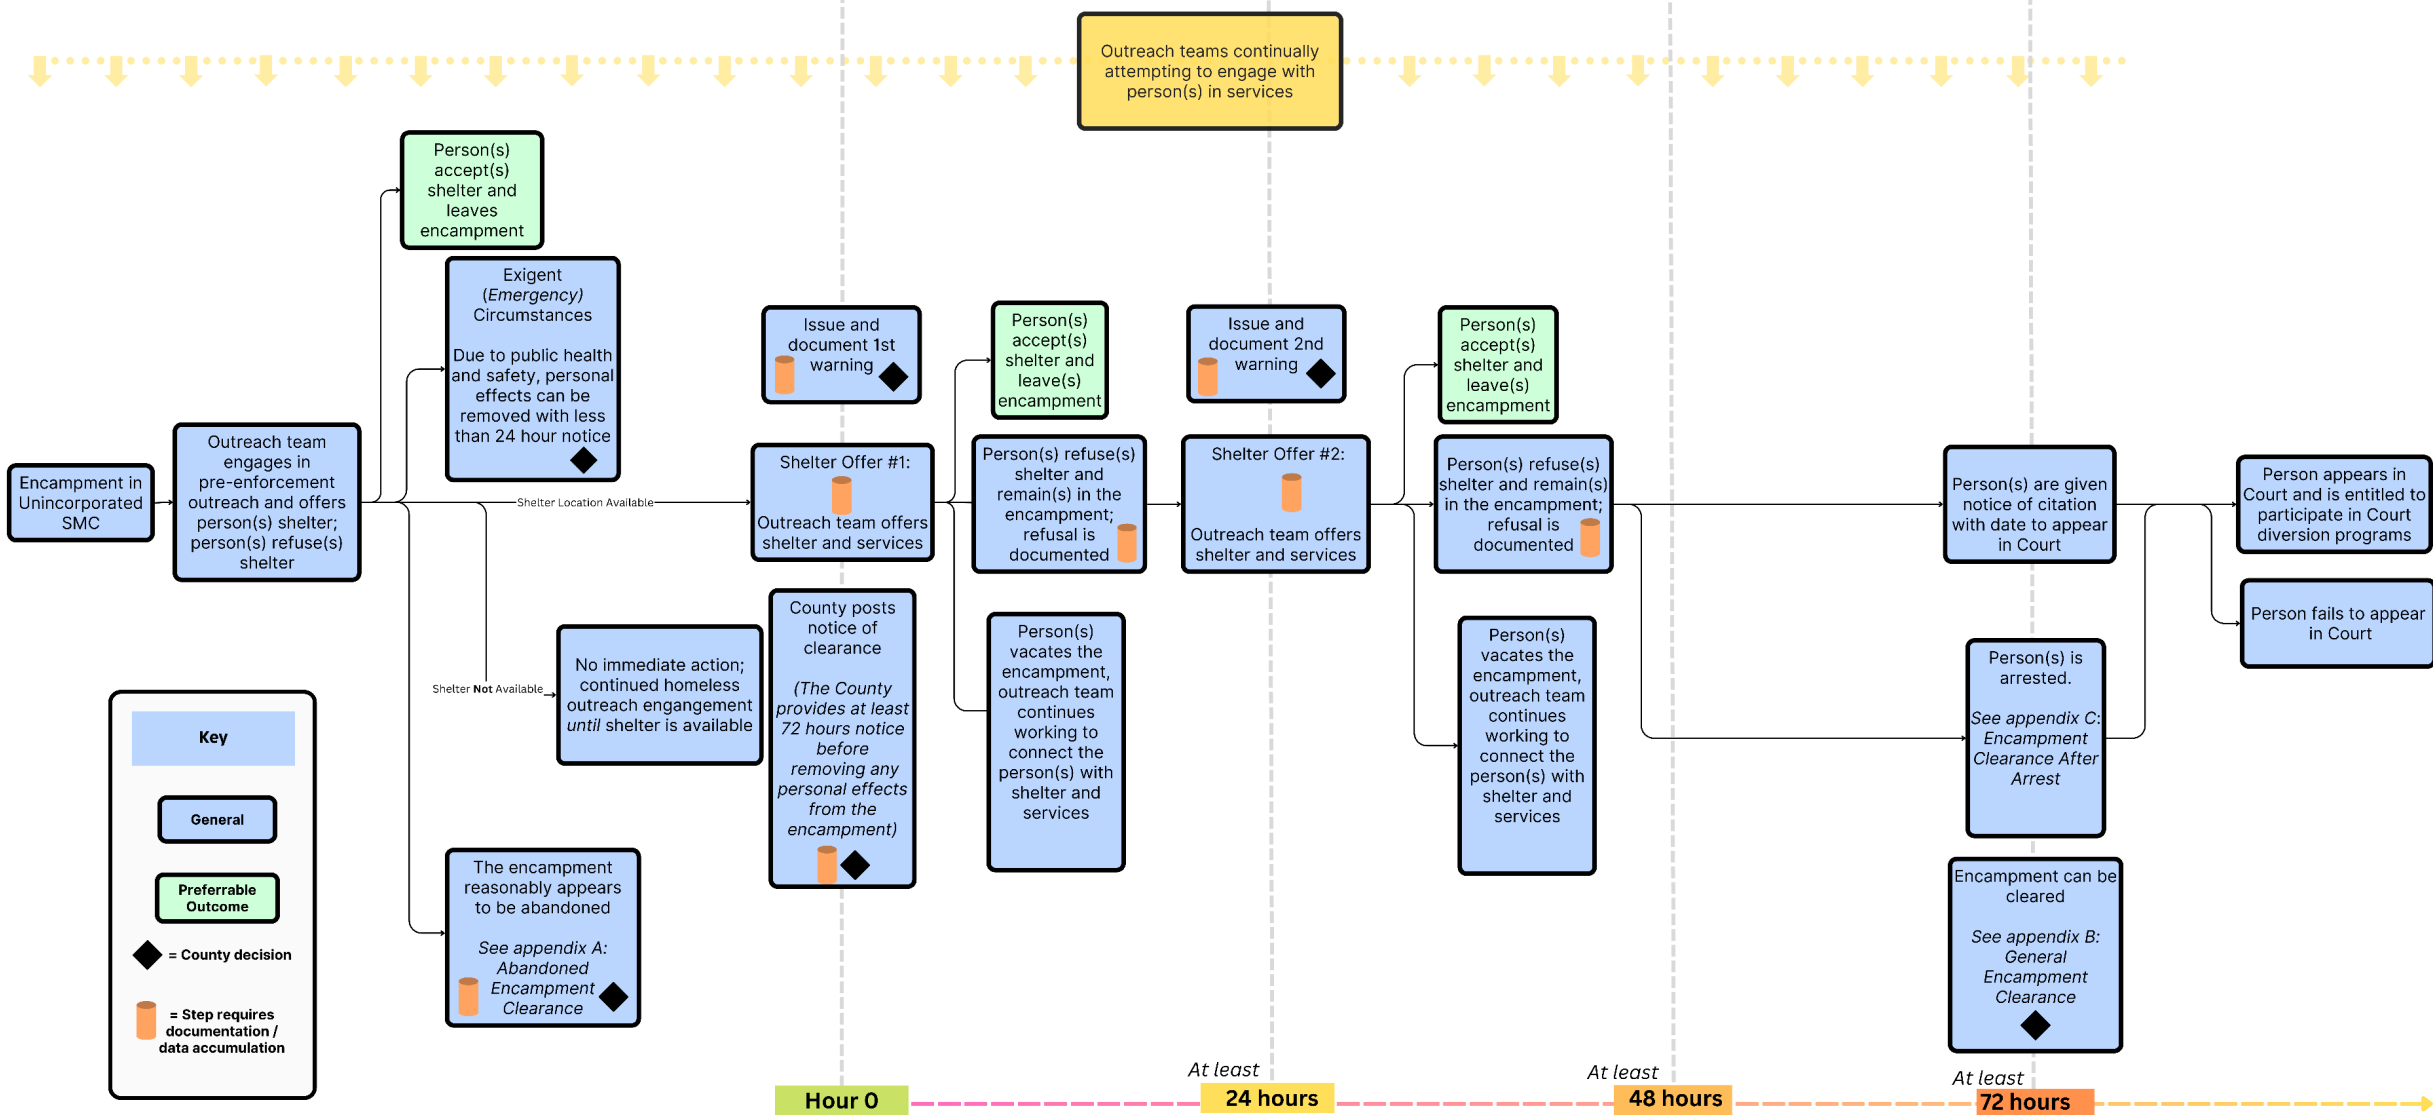 Outreach teams continually
attempting to engage with
person(s) in services
Person(s)
accept(s)
shelter and
leaves
encampment
Exigent
(Emergency)
Circumstances
Due to public health
and safety, personal
effects can be
removed with less
than 24 hour notice
Encampment in
Unincorporated
SMC
Outreach team
engages in
pre-enforcement
outreach and offers
person(s) shelter;
person(s) refuse(s)
shelter
Shelter Location Available
Shelter Not Available
No immediate action;
continued homeless
outreach engangement
until shelter is available
The encampment
reasonably appears
to be abandoned
See appendix A:
Abandoned
Encampment
Clearance
Issue and
document 1st
warning
Shelter Offer #1:
Outreach team offers
shelter and services
County posts
notice of
clearance
(The County
provides at least
72 hours notice
before
removing any
personal effects
from the
encampment)
Person(s)
accept(s)
shelter and
leave(s)
encampment
Person(s) refuse(s)
shelter and
remain(s) in the
encampment;
refusal is
documented
Person(s)
vacates the
encampment,
outreach team
continues
working to
connect the
person(s) with
shelter and
services
Issue and
document 2nd
warning
Shelter Offer #2:
Outreach team offers
shelter and services
Person(s)
accept(s)
shelter and
leave(s)
encampment
Person(s) refuse(s)
shelter and remain(s)
in the encampment;
refusal is
documented
Person(s)
vacates the
encampment,
outreach team
continues
working to
connect the
person(s) with
shelter and
services
Person(s) are given
notice of citation
with date to appear
in Court
Person(s) is
arrested.
See appendix C:
Encampment
Clearance After
Arrest
Encampment can be
cleared
See appendix B:
General
Encampment
Clearance
Person appears in
Court and is entitled to
participate in Court
diversion programs
Person fails to appear
in Court
Key
General
Preferrable
Outcome
= County decision
= Step requires
documentation /
data accumulation
Hour 0
At least
24 hours
At least
48 hours
At least
72 hours